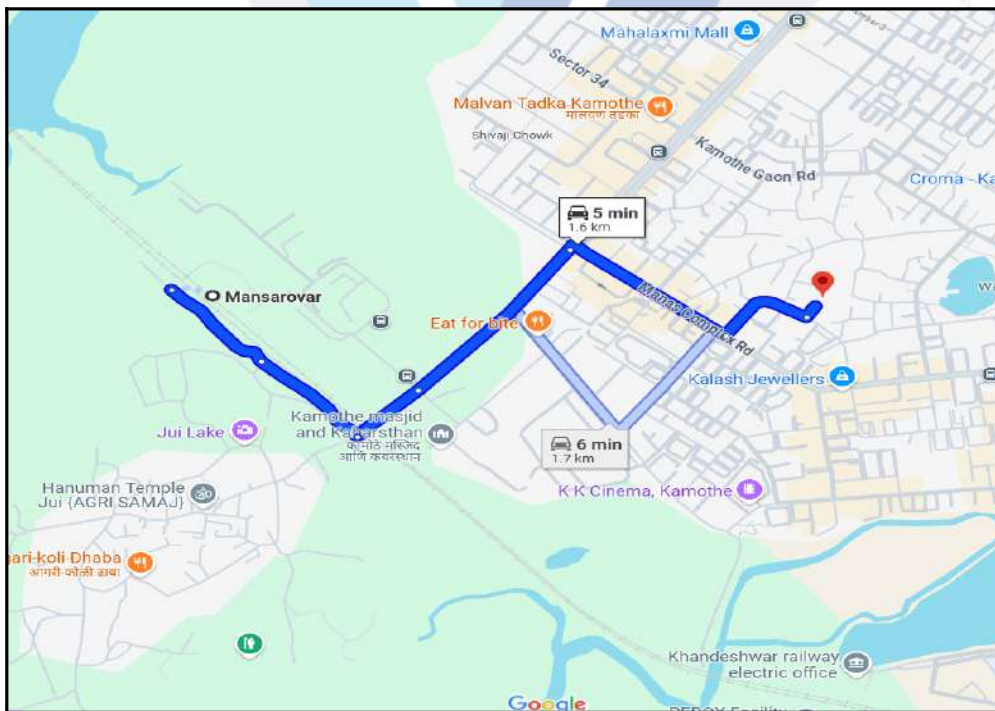 Mahalaxmi Mall
Sector 34
Malvan Tadka Kamothe
मालवण तडका
Shivaji Chowk
Kamothe Gaon Rd
Croma - Ka
5 min
1.6 km
Mansarovar
Eat for bite
Manas Complex Rd
Kalash Jewellers
Kamothe masjid
and Kabarsthan
कामोठे मस्जिद
आणि कबरस्थान
Jui Lake
6 min
1.7 km
K K Cinema, Kamothe
Hanuman Temple
Jui (AGRI SAMAJ)
gari-koli Dhaba
आगरी-कोळी ढाबा
Khandeshwar railway
electric office
Google